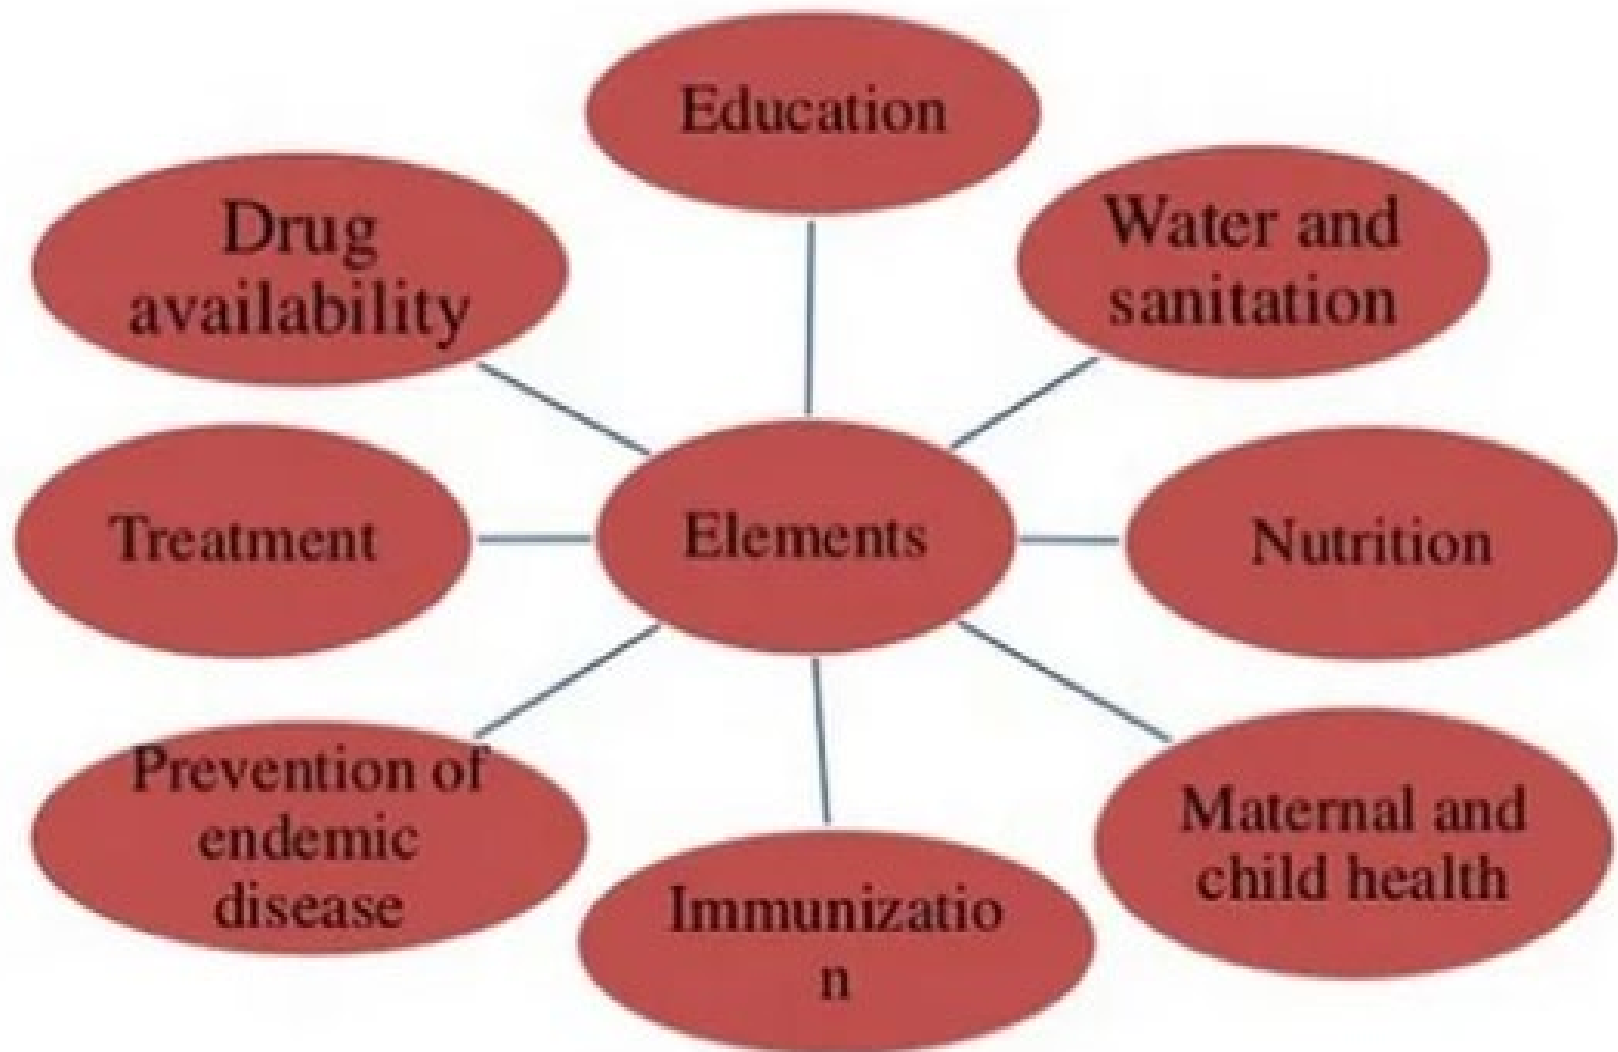 Education
Water and
sanitation
Drug
availability
Treatment
Elements
Nutrition
Prevention of
endemic
disease
Immunizatio
n
Maternal and
child health